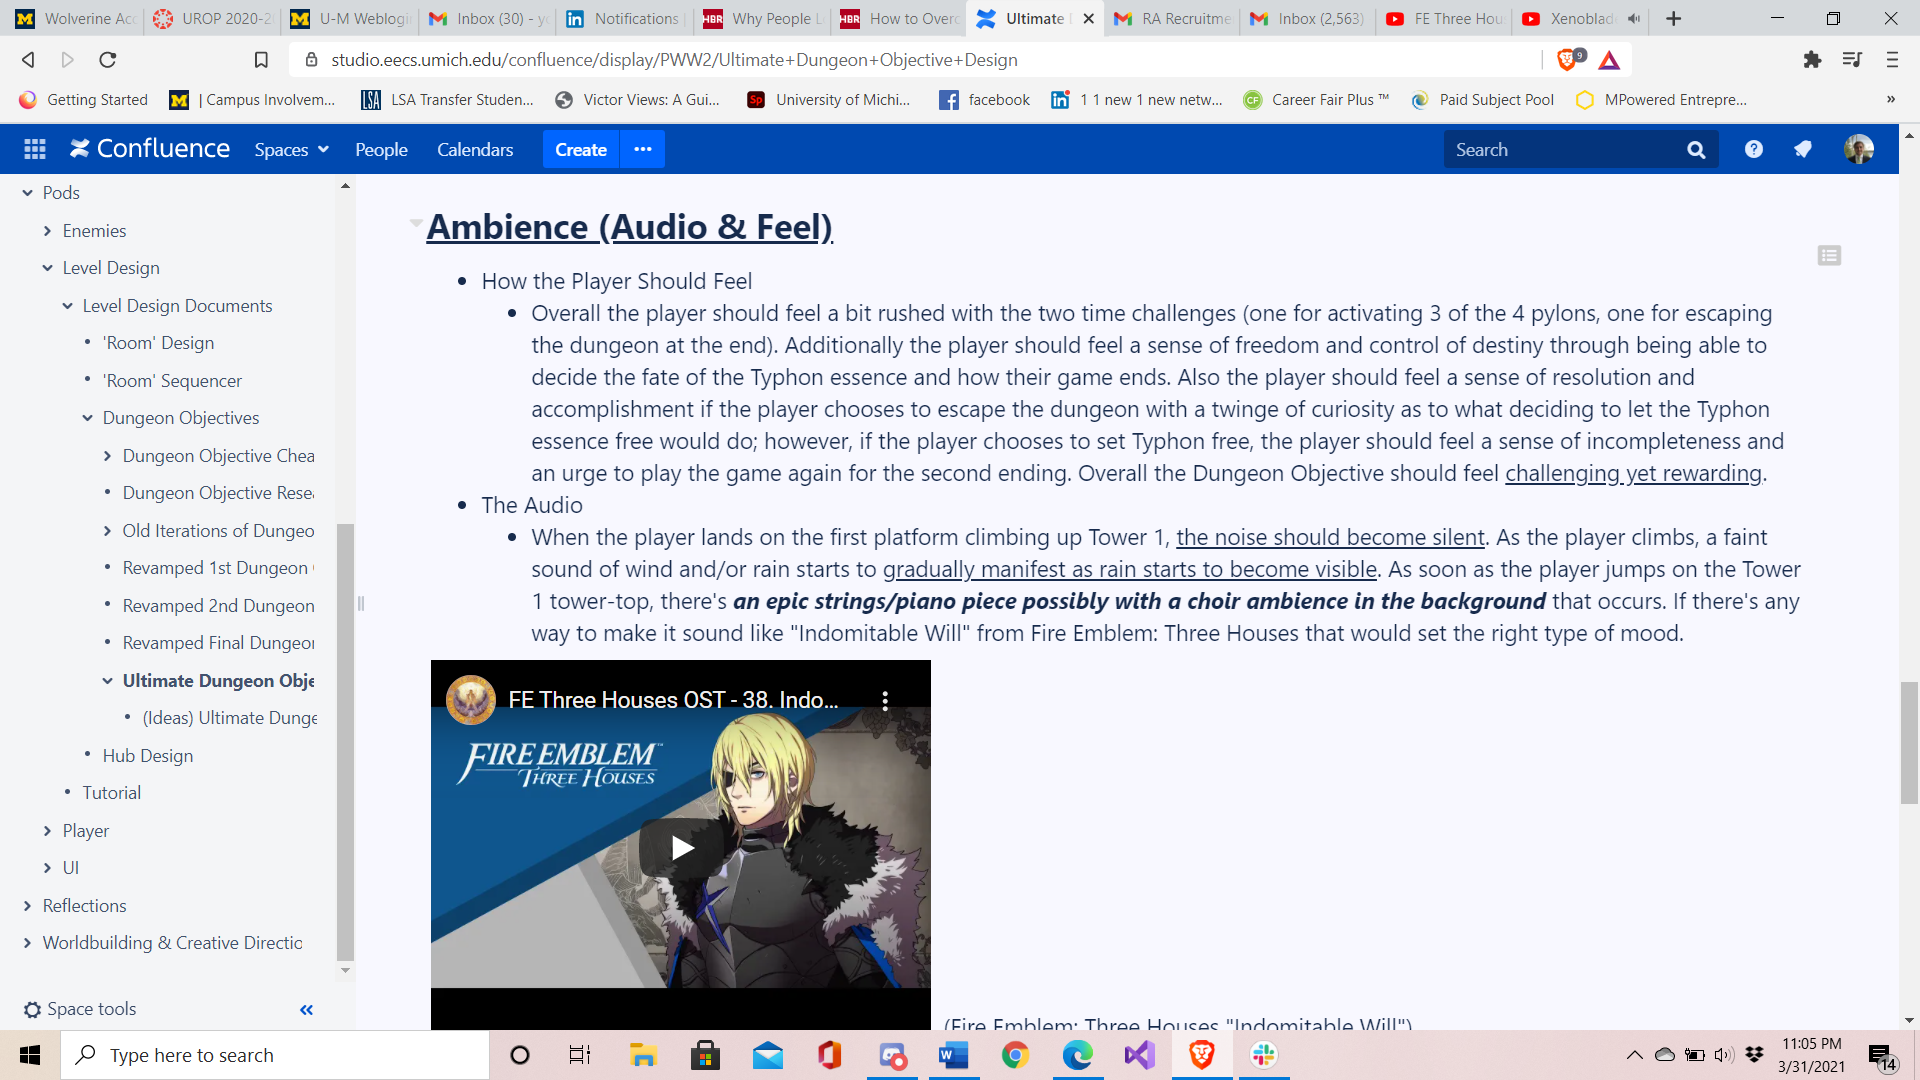 Wolverine Acc
UROP 2020-2
U-M Weblogi
Inbox (30) - y
Notifications
Why People L
How to Overc
Ultimate
RA Recruitme
Inbox (2,563)
FE Three Hou
Xenoblad
studio.eecs.umich.edu/confluence/display/PWW2/Ultimate+Dungeon+Objective+Design
9
Getting Started
| Campus Involvem...
LSA Transfer Studen...
Victor Views: A Gui...
University of Michi...
facebook
1 1 new 1 new netw...
Career Fair Plus ™
Paid Subject Pool
MPowered Entrepre...
»
Confluence
Spaces
People
Calendars
Create
...
Search
Pods
Enemies
Level Design
Level Design Documents
'Room' Design
'Room' Sequencer
Dungeon Objectives
Dungeon Objective Chea
Dungeon Objective Resea
Old Iterations of Dungeo
Revamped 1st Dungeon
Revamped 2nd Dungeon
Revamped Final Dungeon
Ultimate Dungeon Obje
(Ideas) Ultimate Dunge
Hub Design
Tutorial
Player
UI
Reflections
Worldbuilding & Creative Directio
Space tools
Ambience (Audio & Feel)
• How the Player Should Feel
• Overall the player should feel a bit rushed with the two time challenges (one for activating 3 of the 4 pylons, one for escaping
the dungeon at the end). Additionally the player should feel a sense of freedom and control of destiny through being able to
decide the fate of the Typhon essence and how their game ends. Also the player should feel a sense of resolution and
accomplishment if the player chooses to escape the dungeon with a twinge of curiosity as to what deciding to let the Typhon
essence free would do; however, if the player chooses to set Typhon free, the player should feel a sense of incompleteness and
an urge to play the game again for the second ending. Overall the Dungeon Objective should feel challenging yet rewarding.
• The Audio
• When the player lands on the first platform climbing up Tower 1, the noise should become silent. As the player climbs, a faint
sound of wind and/or rain starts to gradually manifest as rain starts to become visible. As soon as the player jumps on the Tower
1 tower-top, there's an epic strings/piano piece possibly with a choir ambience in the background that occurs. If there's any
way to make it sound like "Indomitable Will" from Fire Emblem: Three Houses that would set the right type of mood.
FE Three Houses OST - 38. Indo...
FIRE EMBLEM™
THREE HOUSES
(Fire Emblem: Three Houses "Indomitable Will")
Type here to search
11:05 PM
3/31/2021
14